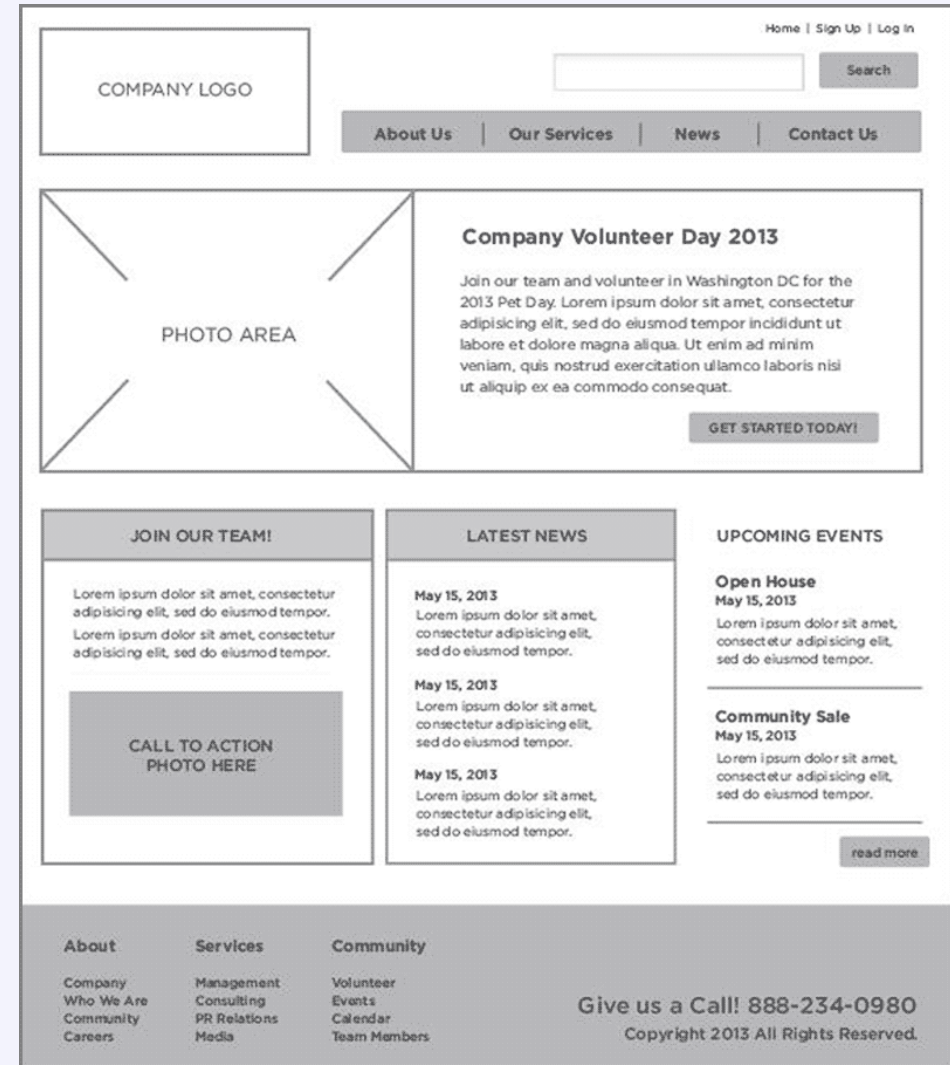 Home | Sign Up | Log In
COMPANY LOGO
Search
About Us | Our Services | News | Contact Us
PHOTO AREA
Company Volunteer Day 2013
Join our team and volunteer in Washington DC for the
2013 Pet Day. Lorem ipsum dolor sit amet, consectetur
adipisicing elit, sed do eiusmod tempor incididunt ut
labore et dolore magna aliqua. Ut enim ad minim
veniam, quis nostrud exercitation ullamco laboris nisi
ut aliquip ex ea commodo consequat.
GET STARTED TODAY!
JOIN OUR TEAM!
Lorem ipsum dolor sit amet, consectetur
adipisicing elit, sed do eiusmod tempor.
Lorem ipsum dolor sit amet, consectetur
adipisicing elit, sed do eiusmod tempor.
CALL TO ACTION
PHOTO HERE
LATEST NEWS
May 15, 2013
Lorem ipsum dolor sit amet,
consectetur adipisicing elit,
sed do eiusmod tempor.
May 15, 2013
Lorem ipsum dolor sit amet,
consectetur adipisicing elit,
sed do eiusmod tempor.
May 15, 2013
Lorem ipsum dolor sit amet,
consectetur adipisicing elit,
sed do eiusmod tempor.
UPCOMING EVENTS
Open House
May 15, 2013
Lorem ipsum dolor sit amet,
consectetur adipisicing elit,
sed do eiusmod tempor.
Community Sale
May 15, 2013
Lorem ipsum dolor sit amet,
consectetur adipisicing elit,
sed do eiusmod tempor.
read more
About
Company
Who We Are
Community
Careers
Services
Management
Consulting
PR Relations
Media
Community
Volunteer
Events
Calendar
Team Members
Give us a Call! 888-234-0980
Copyright 2013 All Rights Reserved.